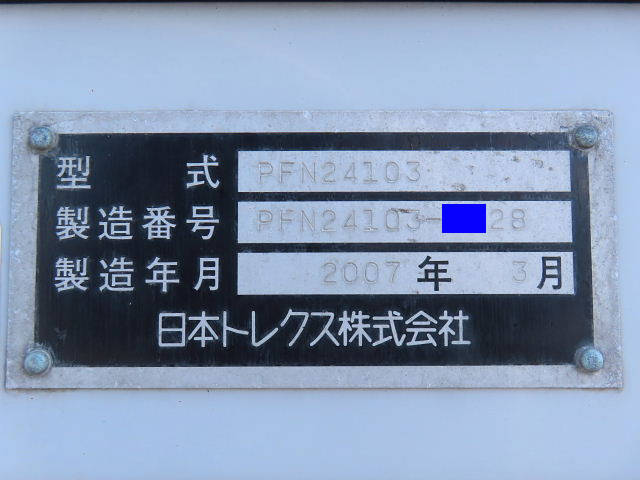 型式 PFN24103
製造番号 PFN24103-28
製造年月 2007年 3月
日本トレクス株式会社